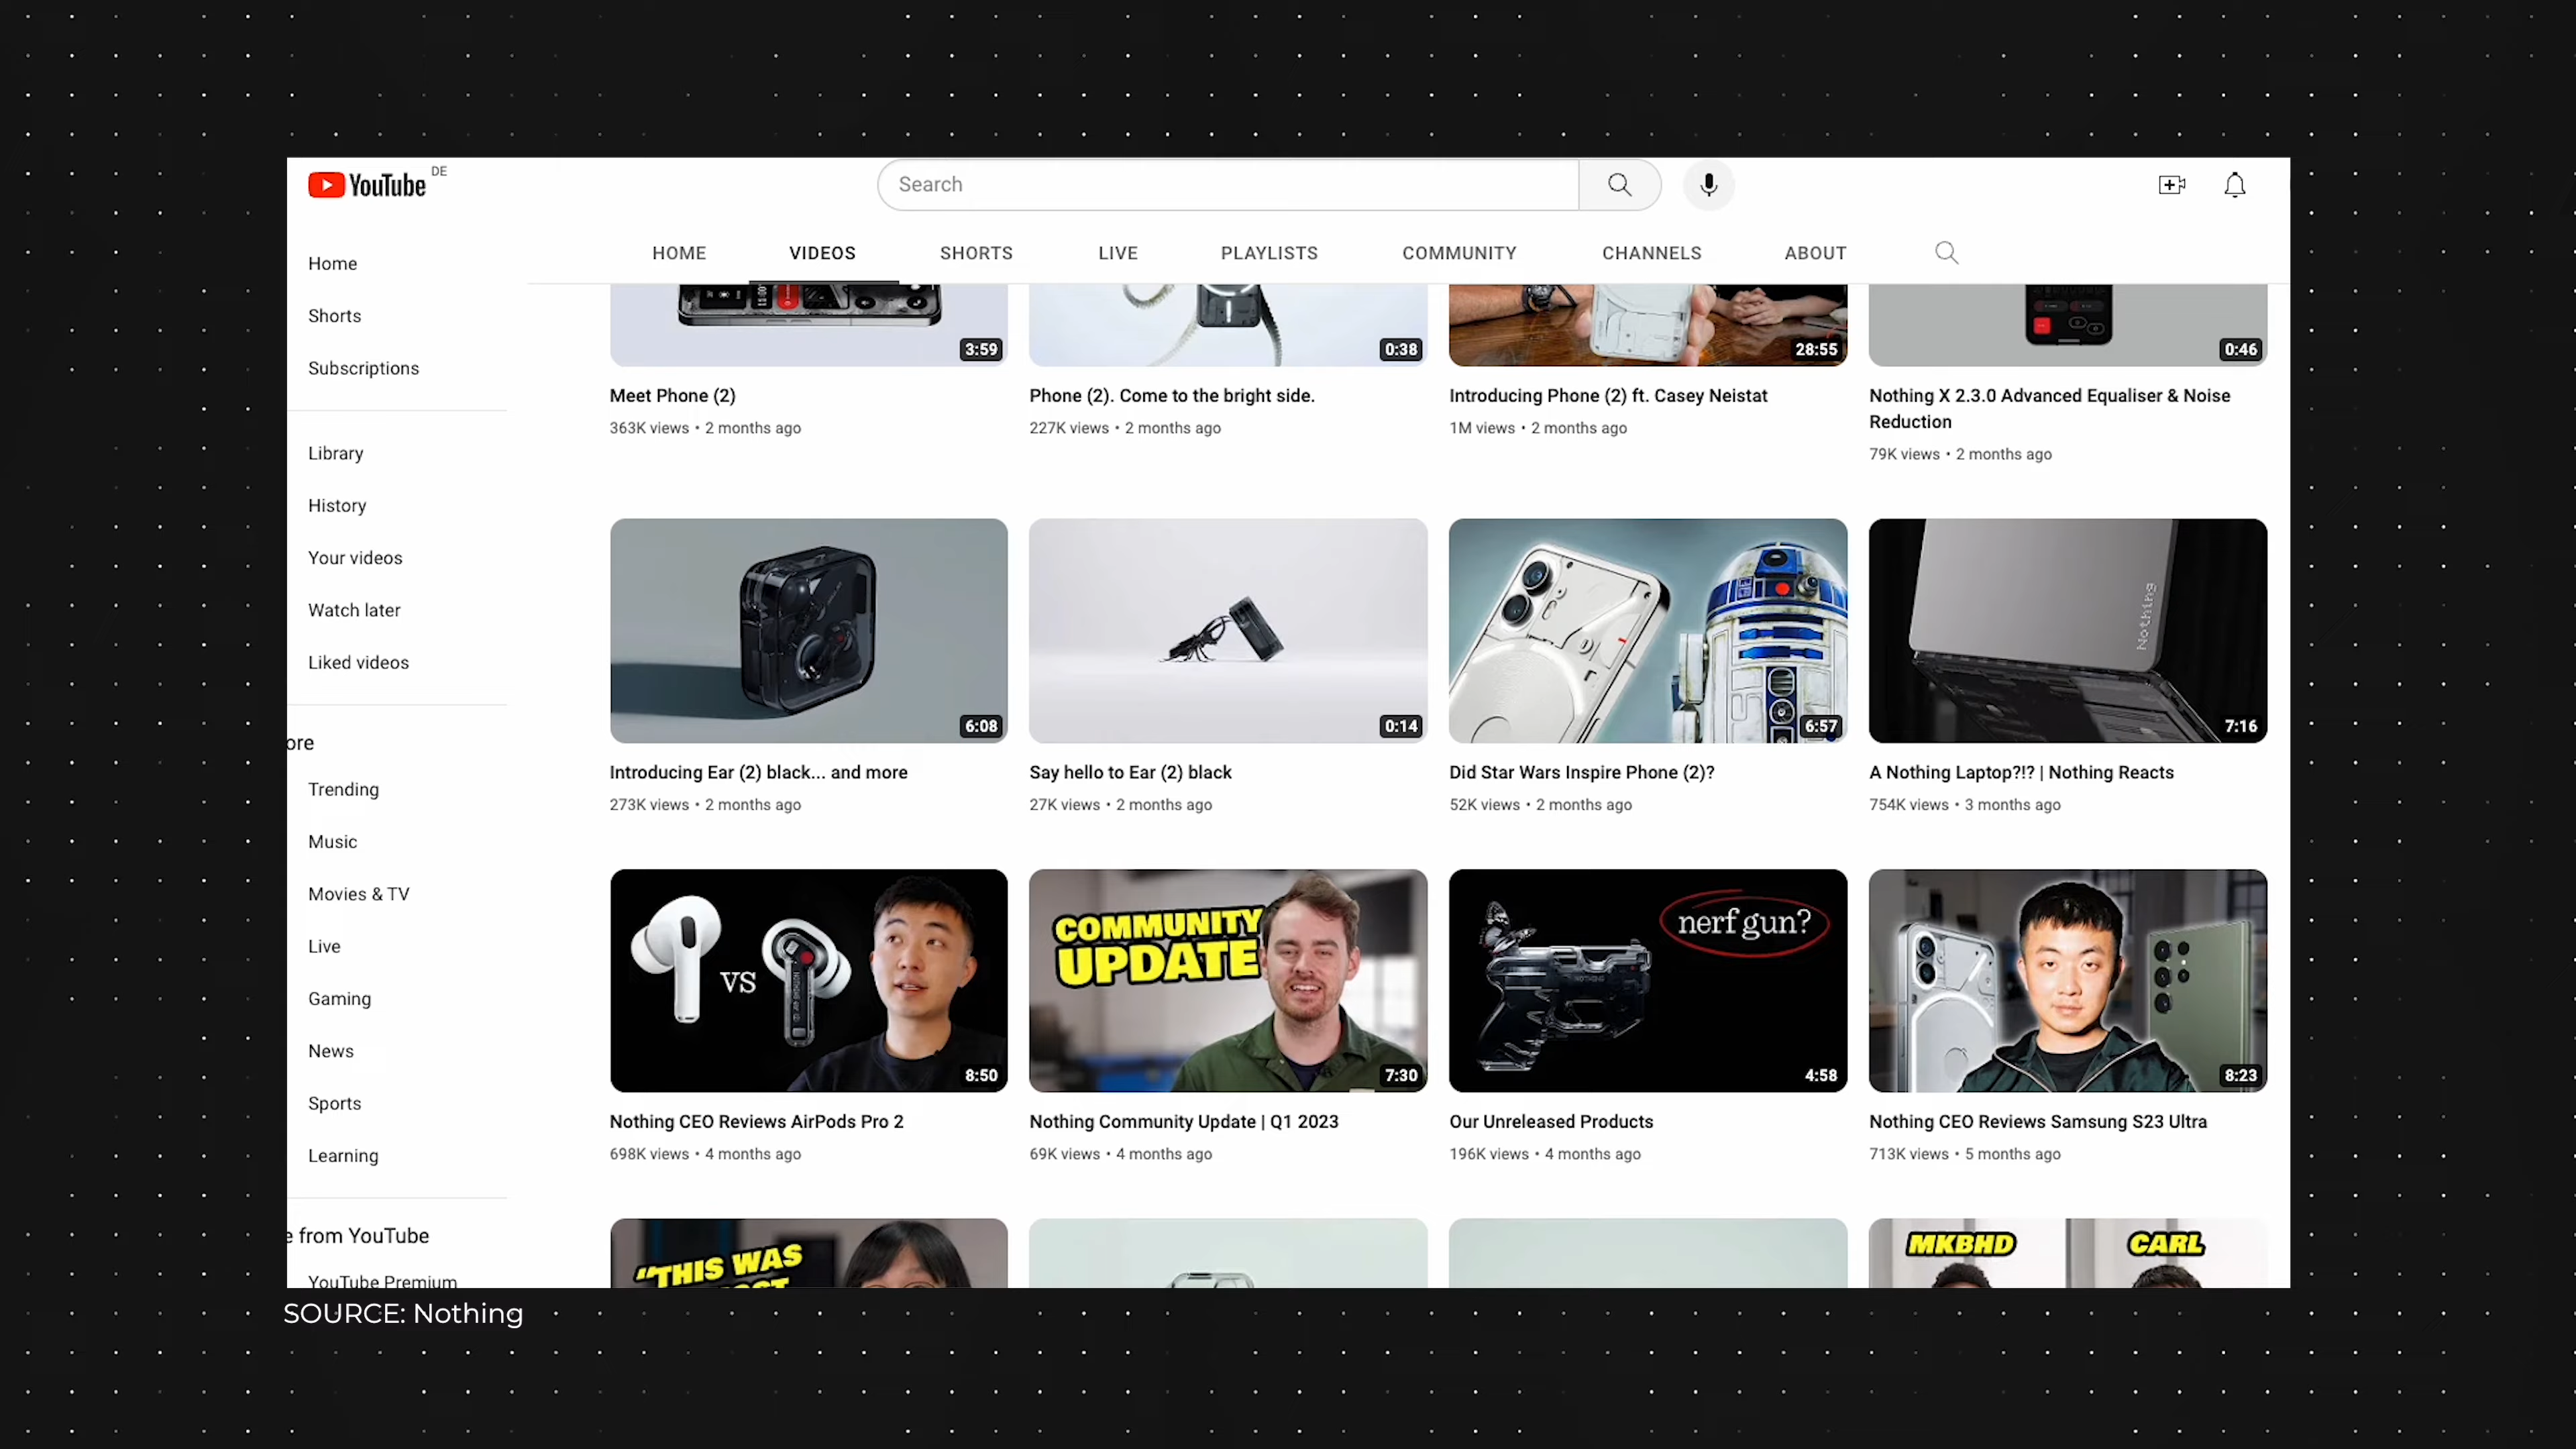 YouTube DE
Search
HOME VIDEOS SHORTS LIVE PLAYLISTS COMMUNITY CHANNELS ABOUT
Home
Shorts
Subscriptions
Library
History
Your videos
Watch later
Liked videos
ore
Trending
Music
Movies & TV
Live
Gaming
News
Sports
Learning
e from YouTube
YouTube Premium
3:59
Meet Phone (2)
363K views • 2 months ago
0:38
Phone (2). Come to the bright side.
227K views • 2 months ago
28:55
Introducing Phone (2) ft. Casey Neistat
1M views • 2 months ago
0:46
Nothing X 2.3.0 Advanced Equaliser & Noise
Reduction
79K views • 2 months ago
6:08
Introducing Ear (2) black... and more
273K views • 2 months ago
0:14
Say hello to Ear (2) black
27K views • 2 months ago
6:57
Did Star Wars Inspire Phone (2)?
52K views • 2 months ago
Nothing
7:16
A Nothing Laptop?!? | Nothing Reacts
754K views • 3 months ago
VS
8:50
Nothing CEO Reviews AirPods Pro 2
698K views • 4 months ago
COMMUNITY
UPDATE
7:30
Nothing Community Update | Q1 2023
69K views • 4 months ago
nerf gun?
4:58
Our Unreleased Products
196K views • 4 months ago
8:23
Nothing CEO Reviews Samsung S23 Ultra
713K views • 5 months ago
"THIS WAS
MKBHD CARL
SOURCE: Nothing